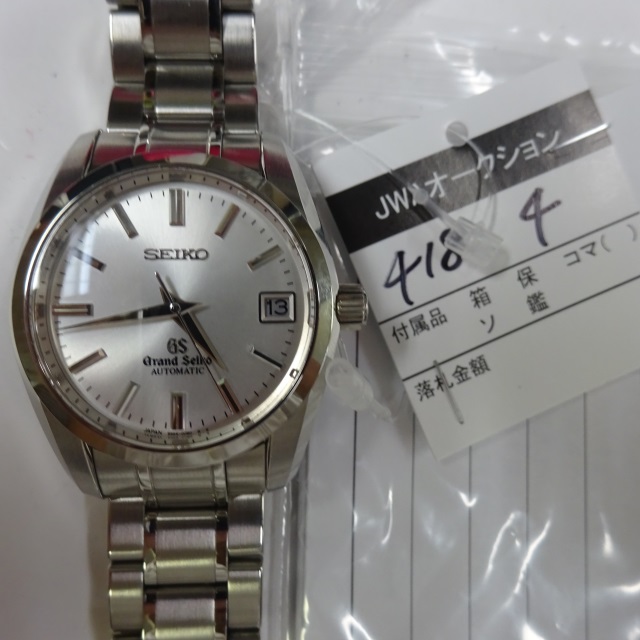 SEIKO
13
GS
Grand Seiko
AUTOMATIC
JWAオークション
418 4
付属品 箱 保 コマ( )
ソ 鑑
落札金額